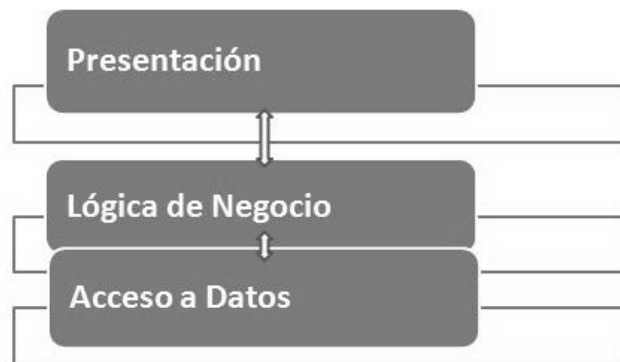 Presentación
Lógica de Negocio
Acceso a Datos